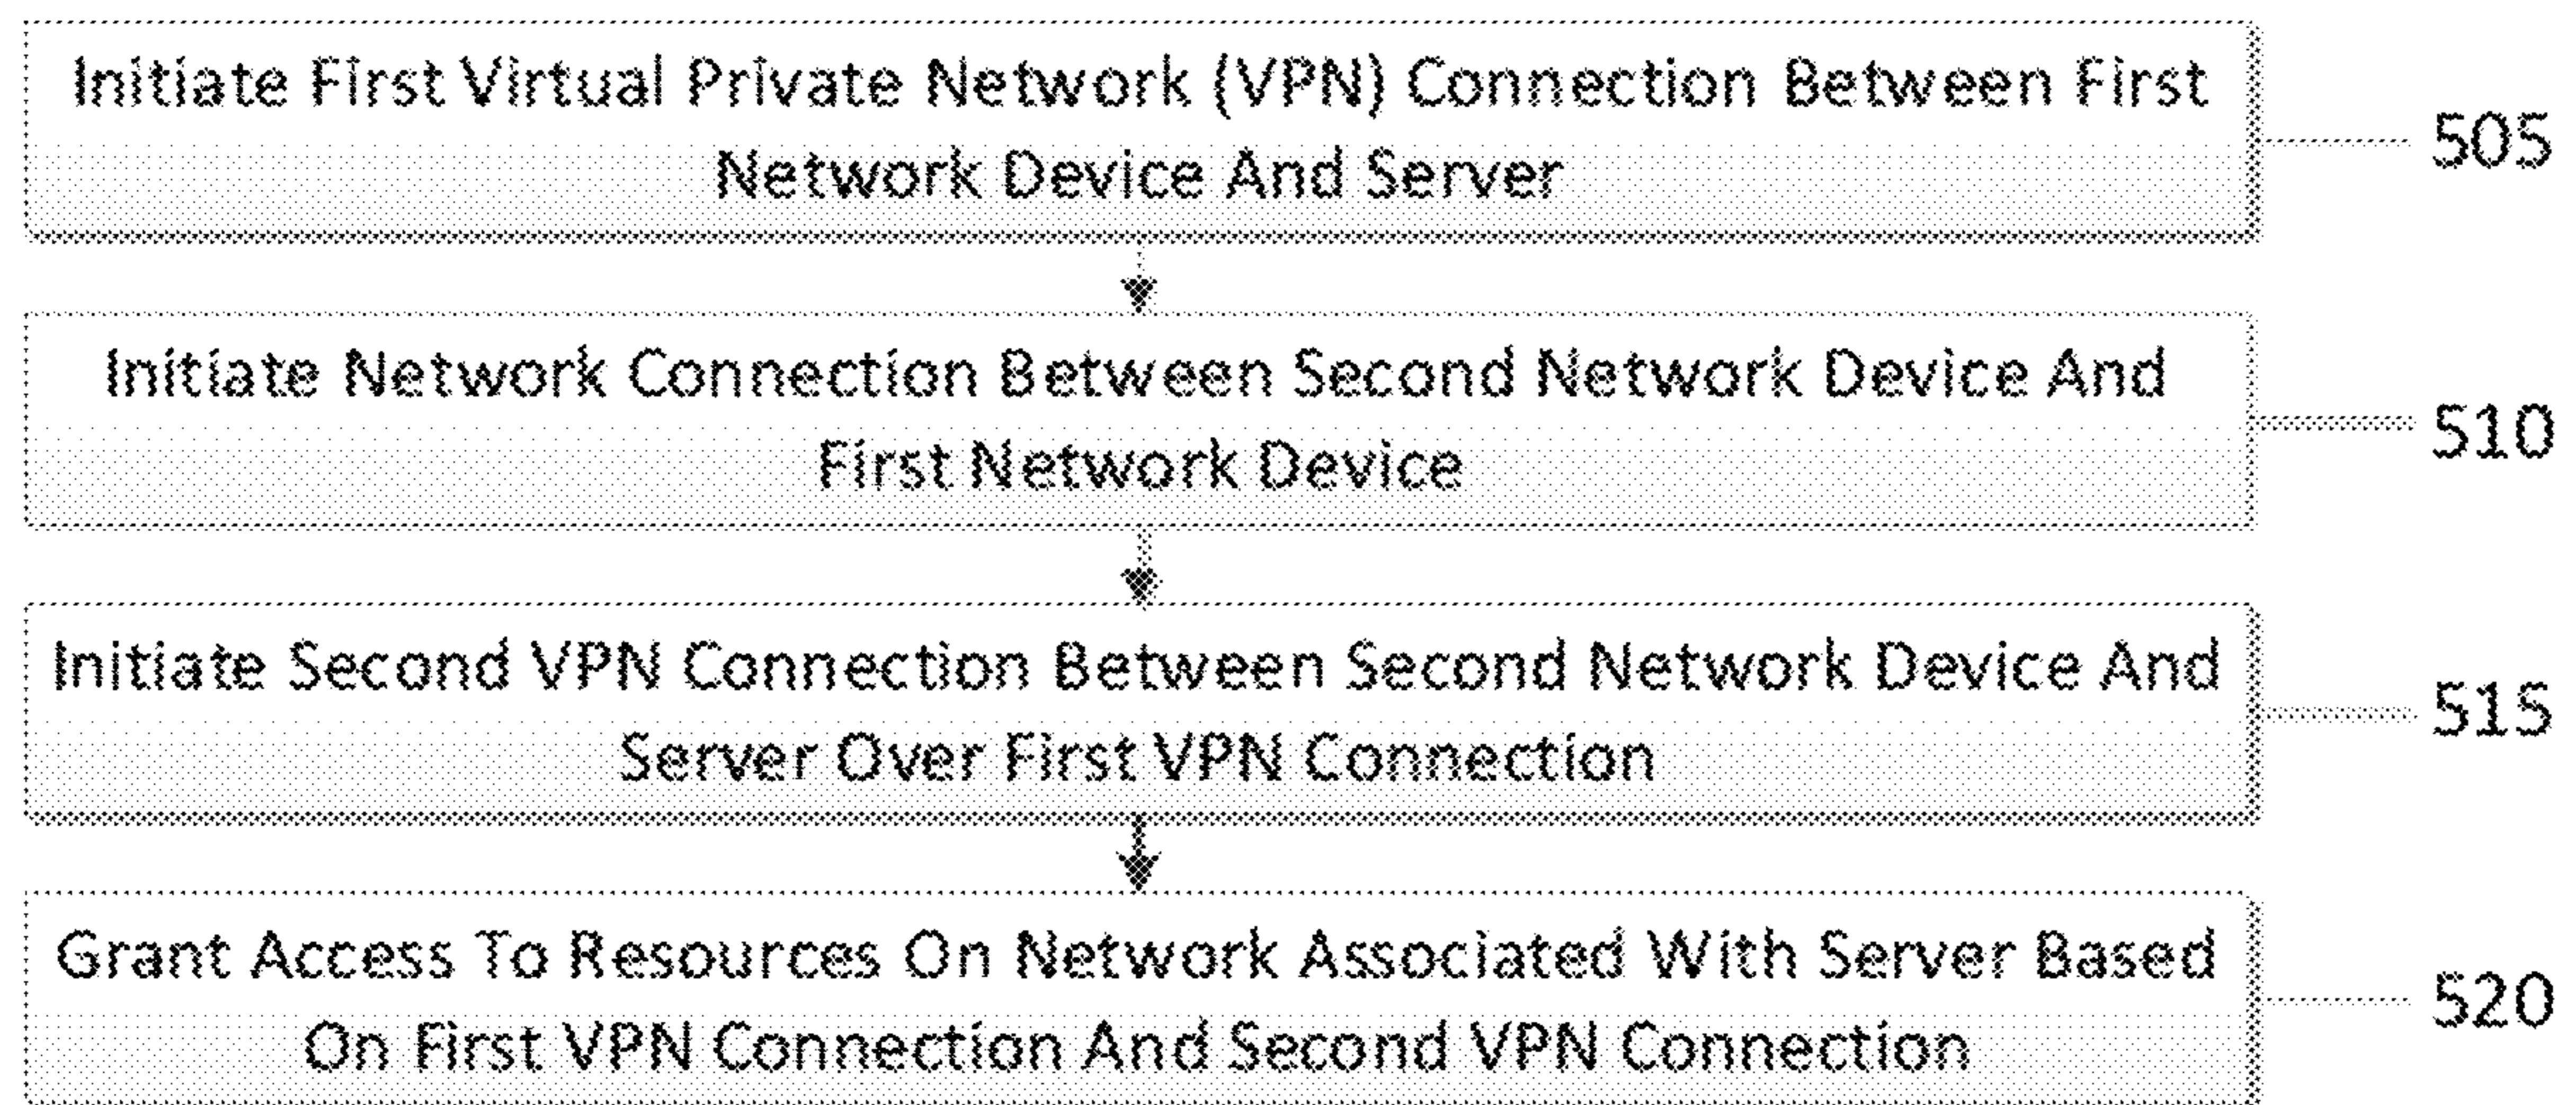 Initiate First Virtual Private Network (VPN) Connection Between First
Network Device And Server
505
Initiate Network Connection Between Second Network Device And
First Network Device
510
Initiate Second VPN Connection Between Second Network Device And
Server Over First VPN Connection
515
Grant Access To Resources On Network Associated With Server Based
On First VPN Connection And Second VPN Connection
520